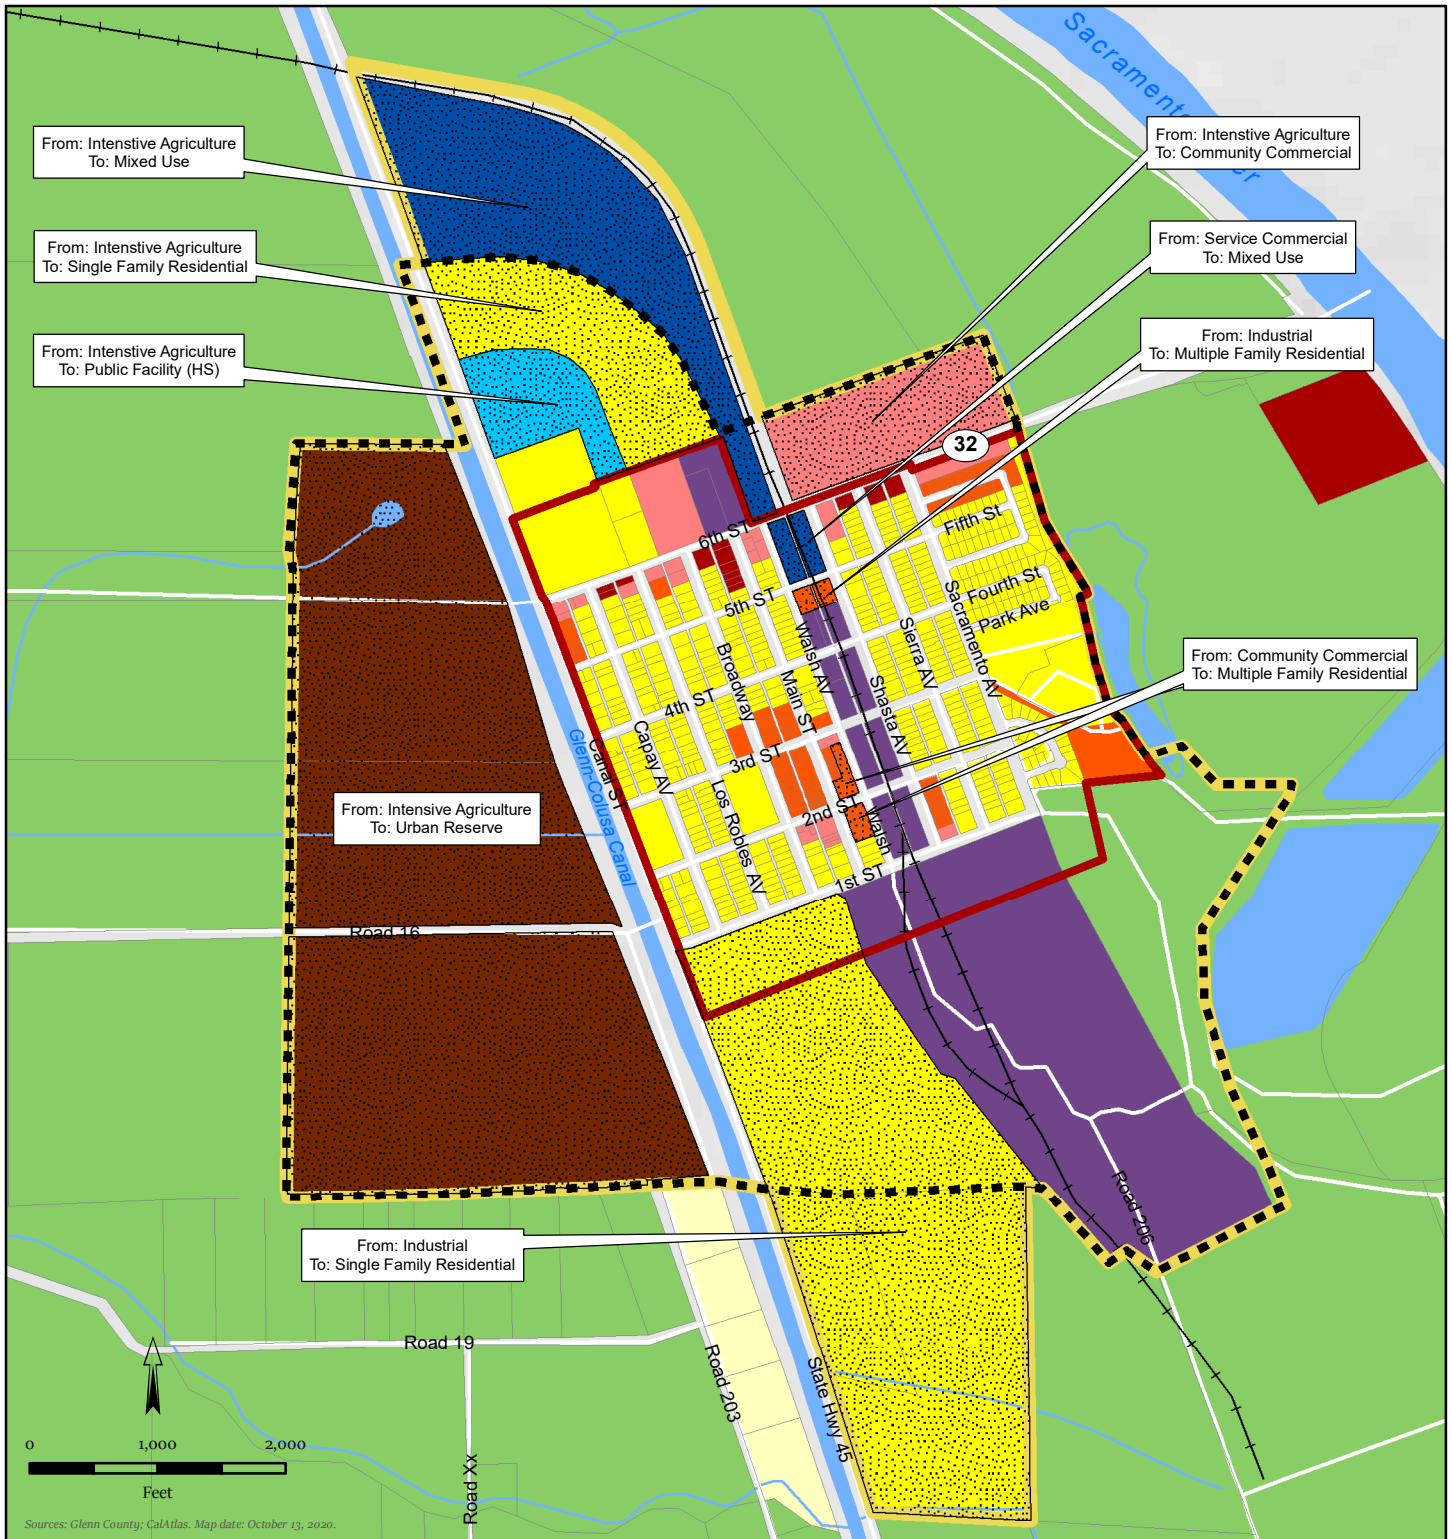 Sacramento River
From: Intenstive Agriculture
To: Mixed Use
From: Intenstive Agriculture
To: Community Commercial
From: Intenstive Agriculture
To: Single Family Residential
From: Service Commercial
To: Mixed Use
From: Intenstive Agriculture
To: Public Facility (HS)
From: Industrial
To: Multiple Family Residential
32
6th ST
Fifth St
5th ST
Fourth St
Park Ave
Sacramento AV
Sierra AV
Walsh AV
Broadway
Main ST
Shasta AV
4th ST
From: Community Commercial
To: Multiple Family Residential
Capay AV
Canal ST
Glenn-Colusa Canal
3rd ST
Los Robles AV
2nd S
ST
Walsh
From: Intensive Agriculture
To: Urban Reserve
1st ST
Road 16
Road 206
From: Industrial
To: Single Family Residential
Road 19
Road 203
State Hwy 45
Road Xx
0 1,000 2,000
Feet
Sources: Glenn County; CalAtlas. Map date: October 13, 2020.